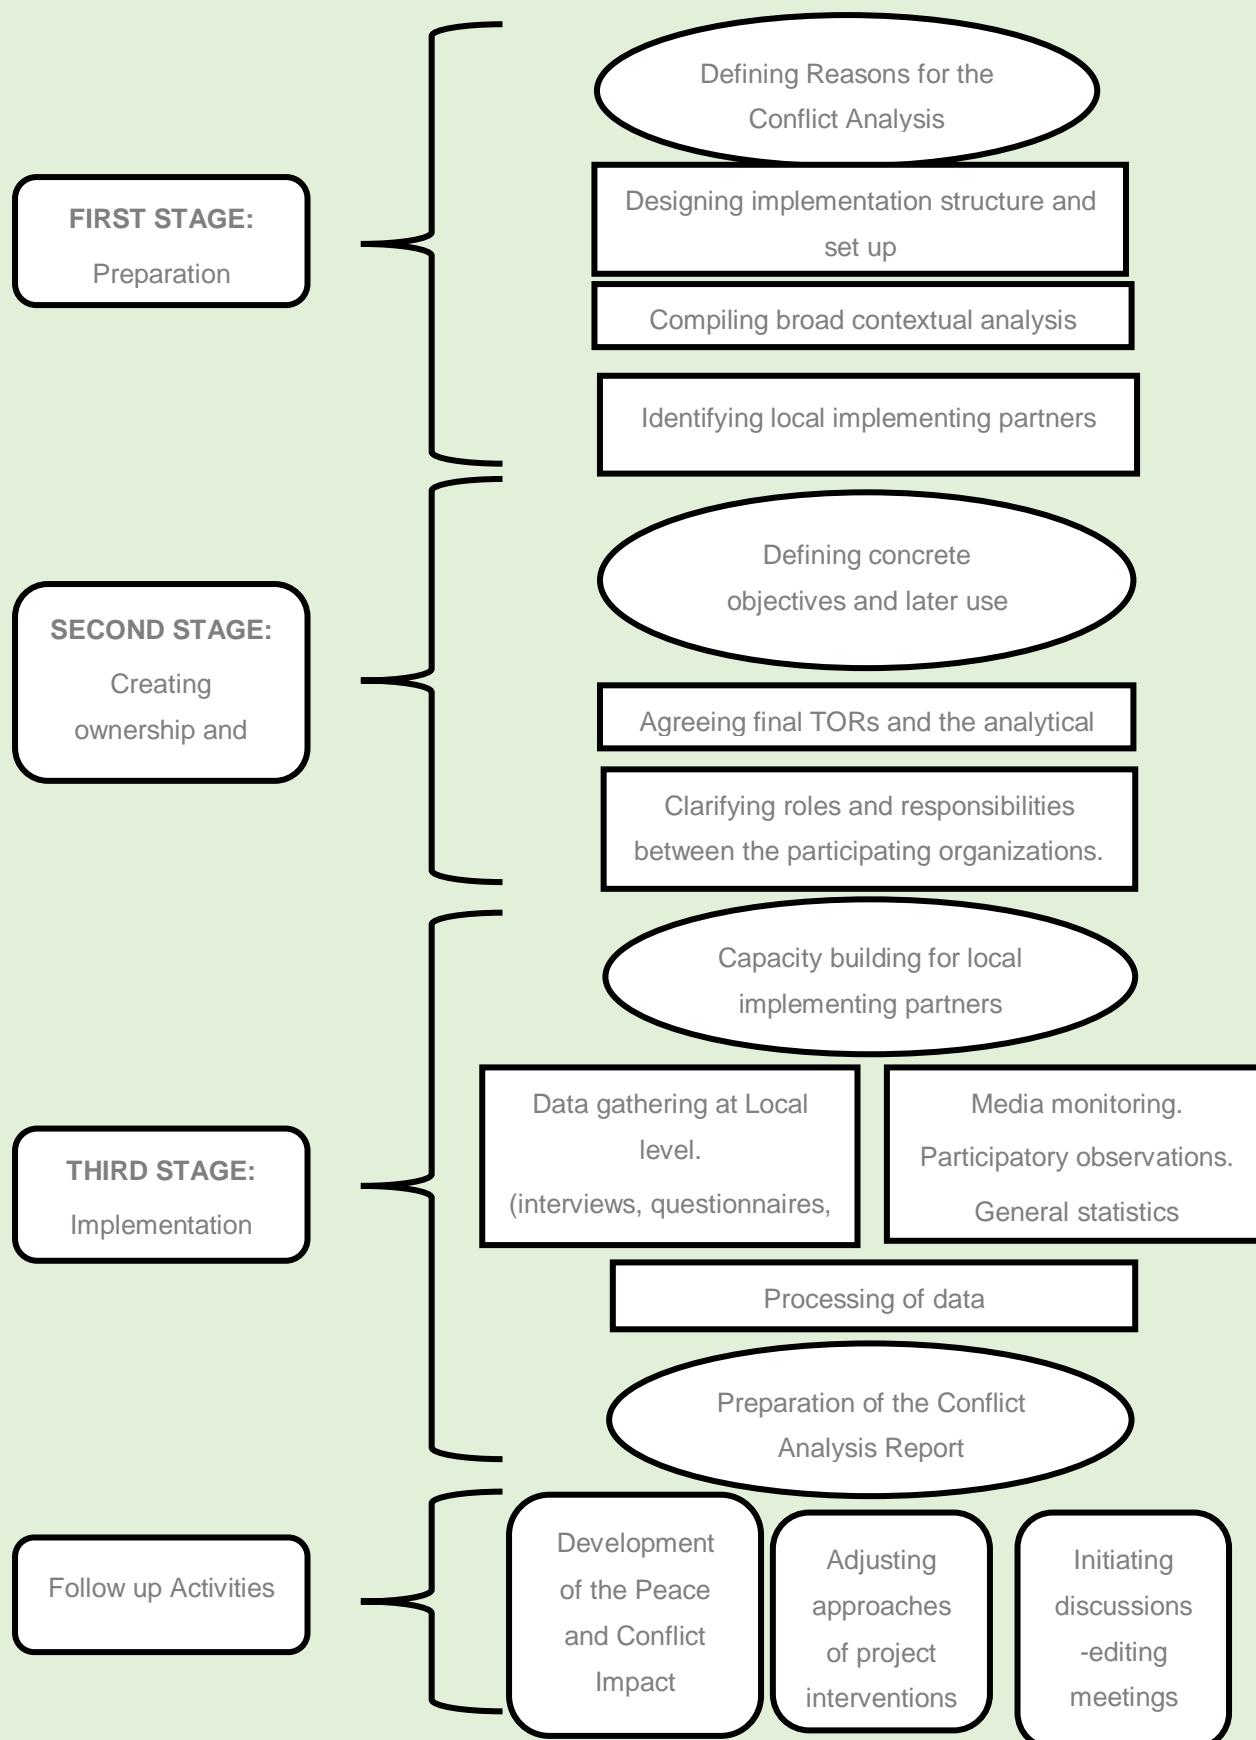 Defining Reasons for the
Conflict Analysis
FIRST STAGE:
Preparation
Designing implementation structure and
set up
Compiling broad contextual analysis
Identifying local implementing partners
SECOND STAGE:
Creating
ownership and
Defining concrete
objectives and later use
Agreeing final TORs and the analytical
Clarifying roles and responsibilities
between the participating organizations.
THIRD STAGE:
Implementation
Capacity building for local
implementing partners
Data gathering at Local
level.
(interviews, questionnaires,
Media monitoring.
Participatory observations.
General statistics
Processing of data
Preparation of the Conflict
Analysis Report
Follow up Activities
Development
of the Peace
and Conflict
Impact
Adjusting
approaches
of project
interventions
Initiating
discussions
-editing
meetings